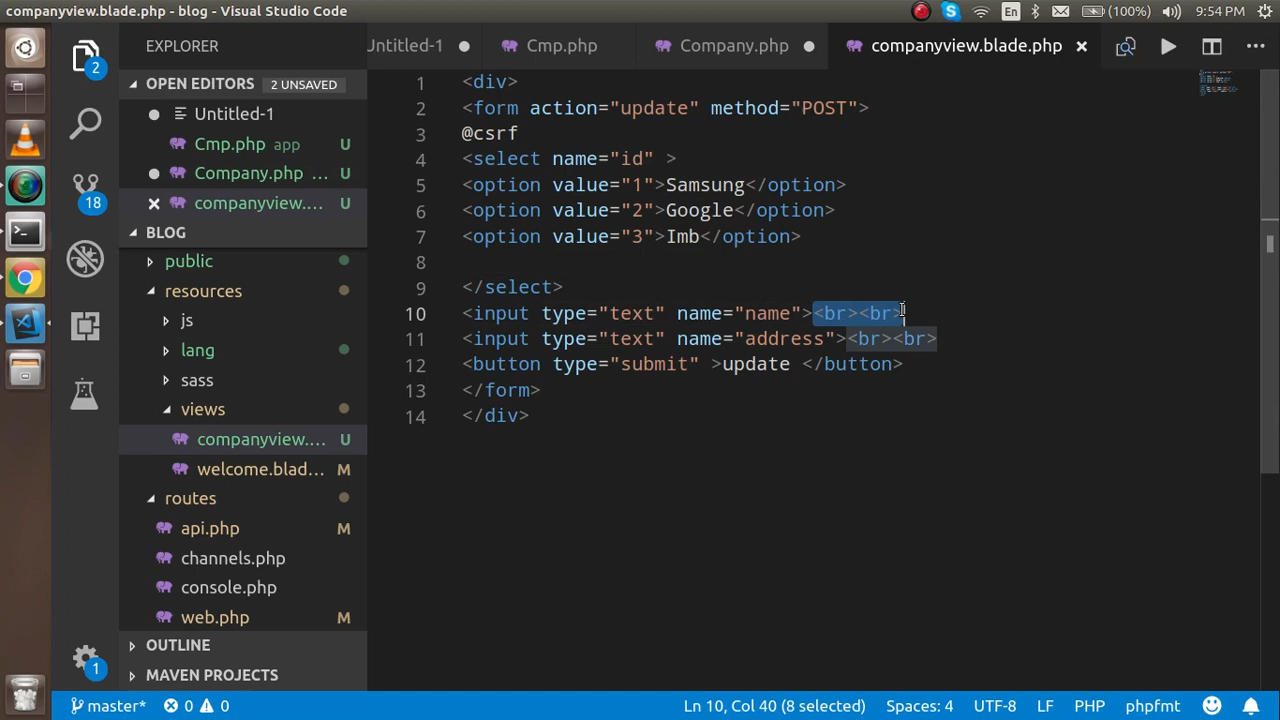 companyview.blade.php - blog - Visual Studio Code
En
(100%)
9:54 PM
EXPLORER
Untitled-1
Cmp.php
Company.php
companyview.blade.php
OPEN EDITORS
2 UNSAVED
Untitled-1
Cmp.php app U
Company.php ... U
companyview.... U
BLOG
public
resources
js
lang
sass
views
companyview.... U
welcome.blad... M
routes
api.php M
channels.php
console.php
web.php M
OUTLINE
MAVEN PROJECTS
2
18
1
1 <div>
2 <form action="update" method="POST">
3 @csrf
4 <select name="id" >
5 <option value="1">Samsung</option>
6 <option value="2">Google</option>
7 <option value="3">Imb</option>
8
9 </select>
10 <input type="text" name="name"><br><br>
11 <input type="text" name="address"><br><br>
12 <button type="submit" >update </button>
13 </form>
14 </div>
master*
0
0
Ln 10, Col 40 (8 selected)
Spaces: 4
UTF-8
LF
PHP
phpfmt